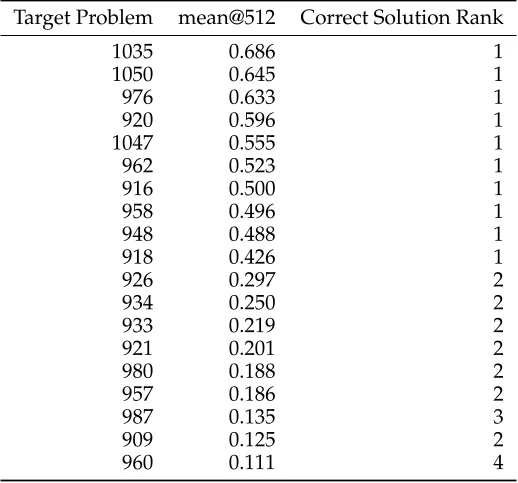 Target Problem mean@512 Correct Solution Rank
1035 0.686 1
1050 0.645 1
976 0.633 1
920 0.596 1
1047 0.555 1
962 0.523 1
916 0.500 1
958 0.496 1
948 0.488 1
918 0.426 1
926 0.297 2
934 0.250 2
933 0.219 2
921 0.201 2
980 0.188 2
957 0.186 2
987 0.135 3
909 0.125 2
960 0.111 4